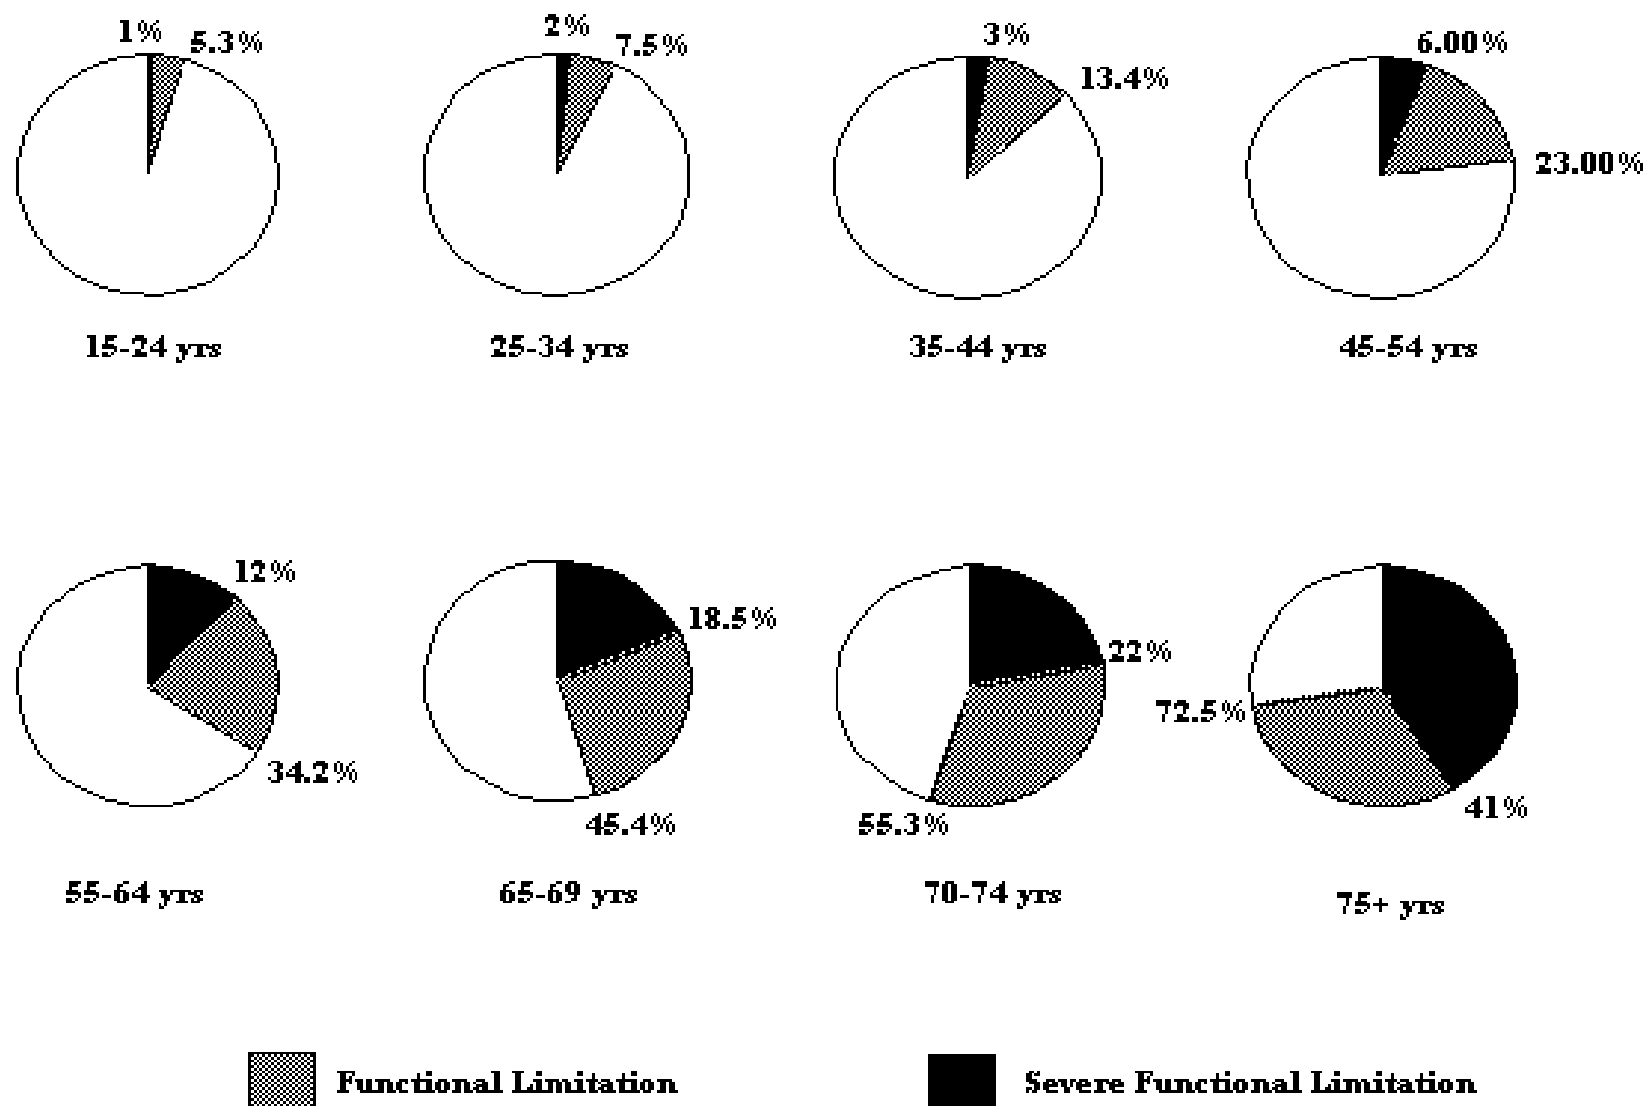 1% 5.3% 2% 7.5% 3% 13.4% 6.00% 23.00%
15-24 yrs 25-34 yrs 35-44 yrs 45-54 yrs
12% 34.2% 18.5% 45.4% 22% 55.3% 72.5% 41%
55-64 yrs 65-69 yrs 70-74 yrs 75+ yrs
Functional Limitation Severe Functional Limitation